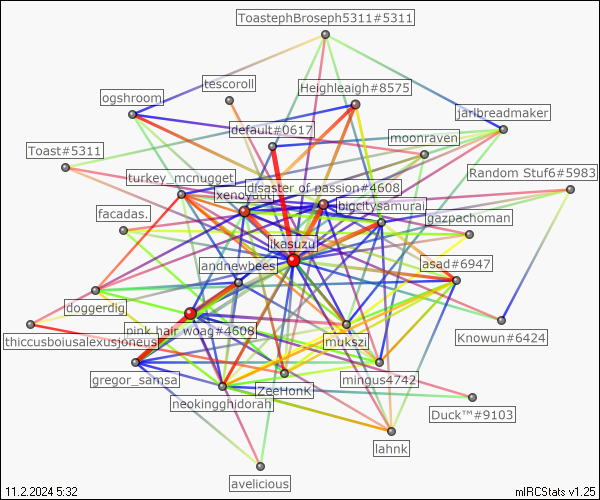 ToastephBroseph5311#5311
tescoroll
Heighleaigh#8575
ogshroom
jarlbreadmaker
default#0617
moonraven
Toast#5311
Random Stuf6#5983
turkey_mcnugget
disaster of passion#4608
xenoyaut
bigcitysamurai
facadas.
gazpachoman
ikasuzu
andnewbees
asad#6947
doggerdig
pink hair woag#4608
thiccusboiusalexusjoneus
mukszi
Knowun#6424
gregor_samsa
ZeeHonK
mingus4742
neokingghidorah
Duck™#9103
lahnk
avelicious
11.2.2024 5:32
mIRCStats v1.25